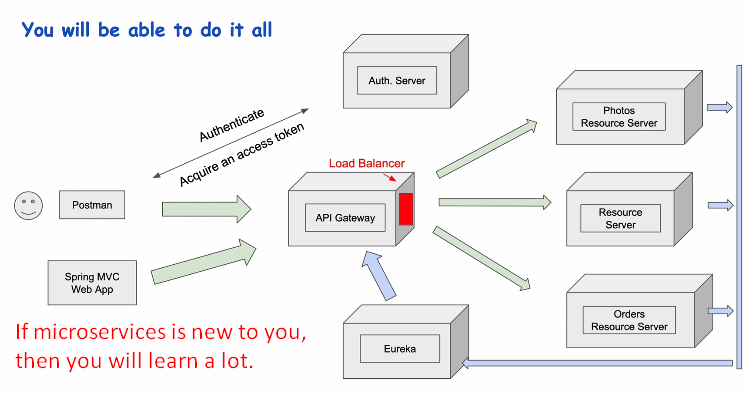 You will be able to do it all
Auth. Server
Photos
Resource Server
Authenticate
Acquire an access token
Load Balancer
Postman
API Gateway
Resource
Server
Spring MVC
Web App
Orders
Resource Server
If microservices is new to you,
then you will learn a lot.
Eureka